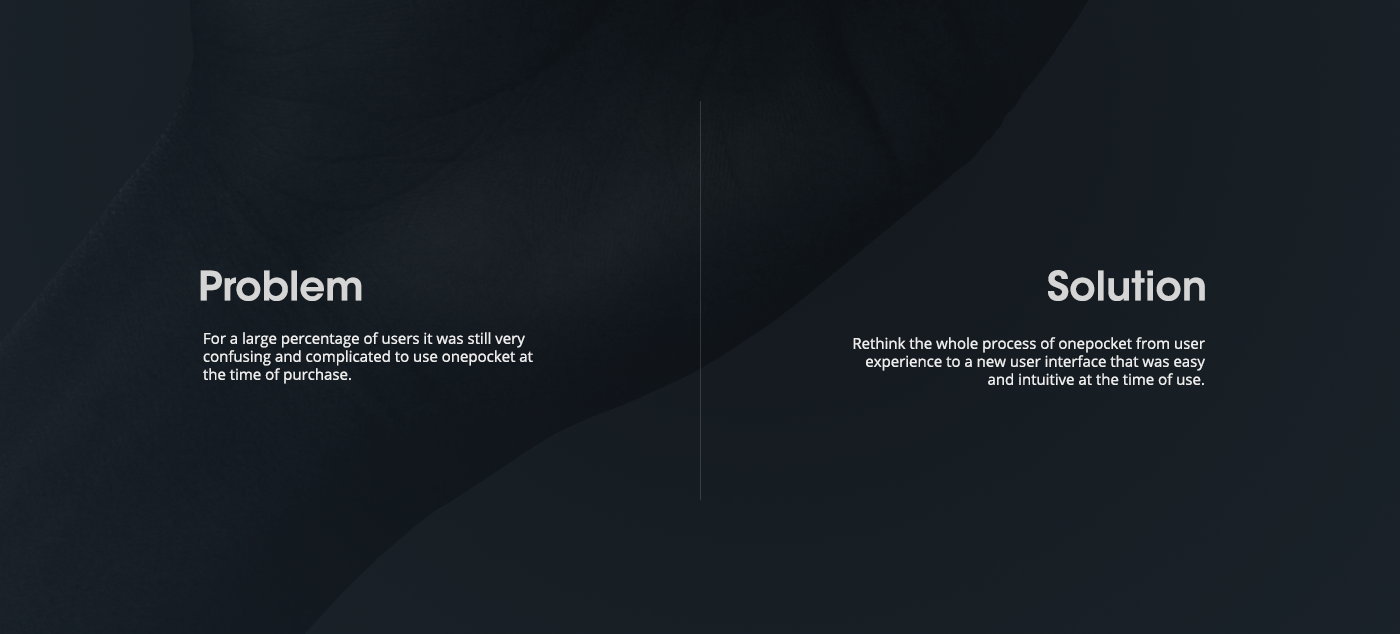 Problem
For a large percentage of users it was still very
confusing and complicated to use onepocket at
the time of purchase.
Solution
Rethink the whole process of onepocket from user
experience to a new user interface that was easy
and intuitive at the time of use.